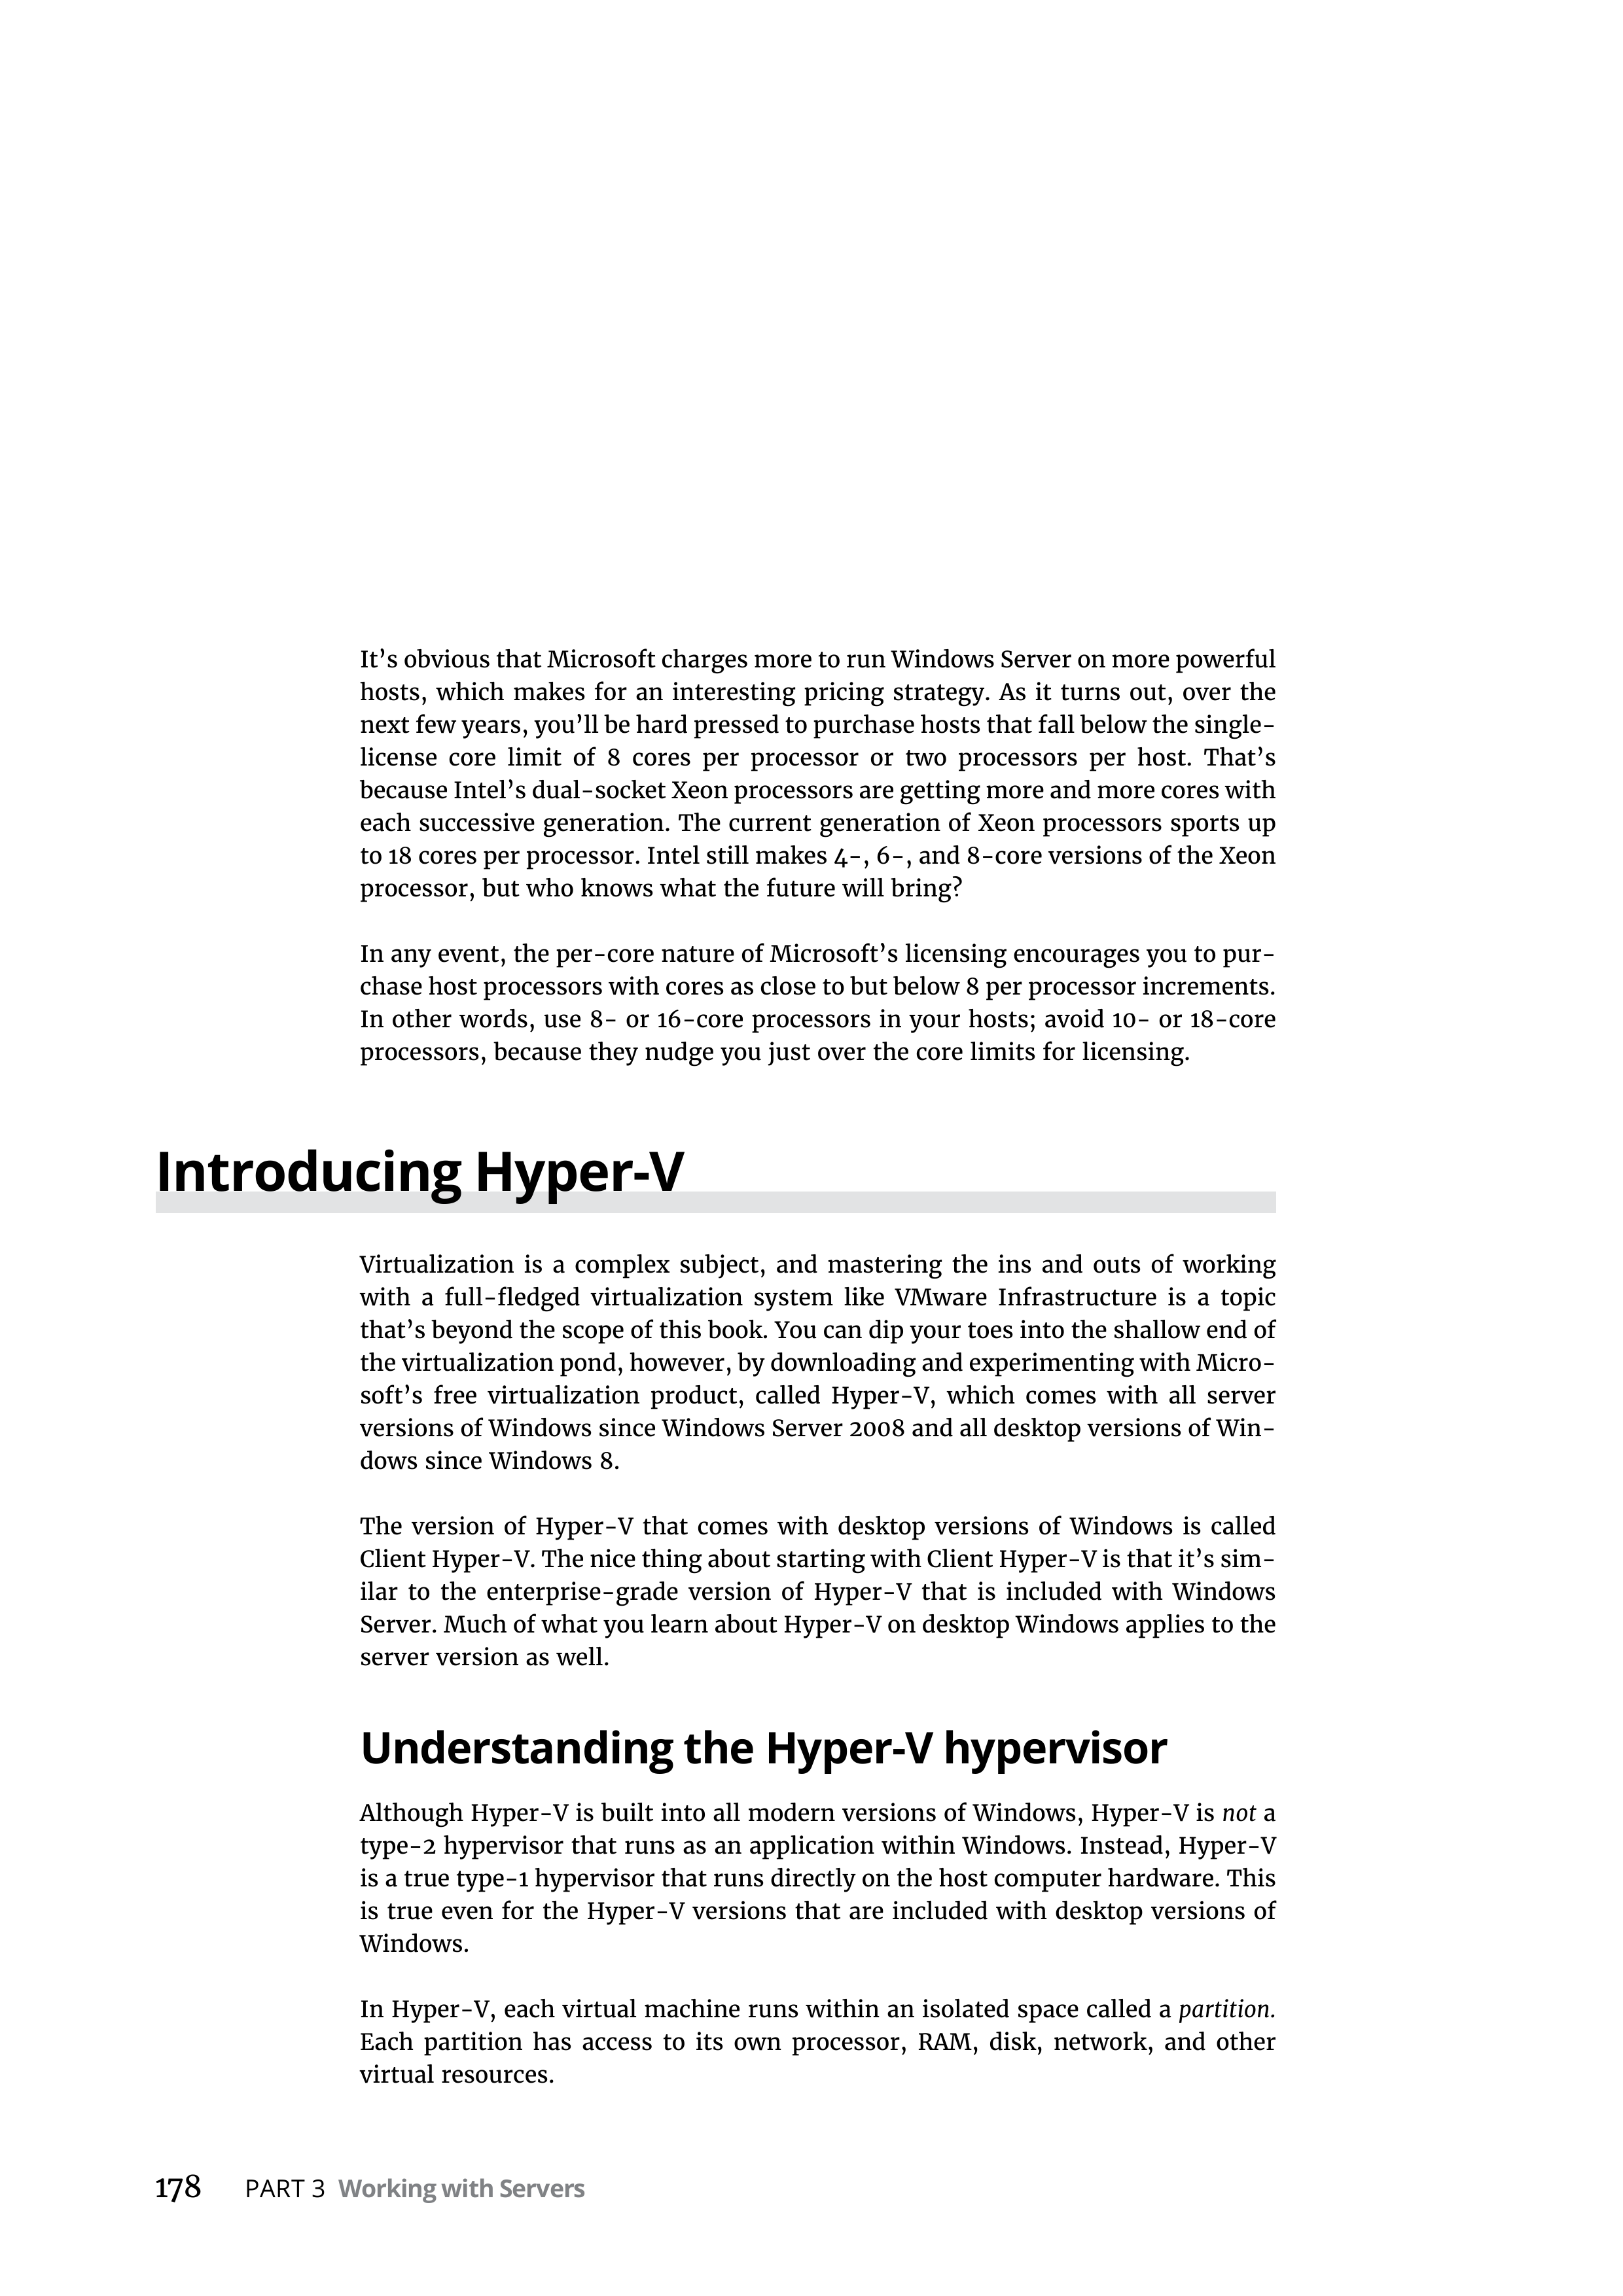 It’s obvious that Microsoft charges more to run Windows Server on more powerful
hosts, which makes for an interesting pricing strategy. As it turns out, over the
next few years, you’ll be hard pressed to purchase hosts that fall below the single-
license core limit of 8 cores per processor or two processors per host. That’s
because Intel’s dual-socket Xeon processors are getting more and more cores with
each successive generation. The current generation of Xeon processors sports up
to 18 cores per processor. Intel still makes 4-, 6-, and 8-core versions of the Xeon
processor, but who knows what the future will bring?
In any event, the per-core nature of Microsoft’s licensing encourages you to pur-
chase host processors with cores as close to but below 8 per processor increments.
In other words, use 8- or 16-core processors in your hosts; avoid 10- or 18-core
processors, because they nudge you just over the core limits for licensing.
Introducing Hyper-V
Virtualization is a complex subject, and mastering the ins and outs of working
with a full-fledged virtualization system like VMware Infrastructure is a topic
that’s beyond the scope of this book. You can dip your toes into the shallow end of
the virtualization pond, however, by downloading and experimenting with Micro-
soft’s free virtualization product, called Hyper-V, which comes with all server
versions of Windows since Windows Server 2008 and all desktop versions of Win-
dows since Windows 8.
The version of Hyper-V that comes with desktop versions of Windows is called
Client Hyper-V. The nice thing about starting with Client Hyper-V is that it’s sim-
ilar to the enterprise-grade version of Hyper-V that is included with Windows
Server. Much of what you learn about Hyper-V on desktop Windows applies to the
server version as well.
Understanding the Hyper-V hypervisor
Although Hyper-V is built into all modern versions of Windows, Hyper-V is not a
type-2 hypervisor that runs as an application within Windows. Instead, Hyper-V
is a true type-1 hypervisor that runs directly on the host computer hardware. This
is true even for the Hyper-V versions that are included with desktop versions of
Windows.
In Hyper-V, each virtual machine runs within an isolated space called a partition.
Each partition has access to its own processor, RAM, disk, network, and other
virtual resources.
178 PART 3 Working with Servers